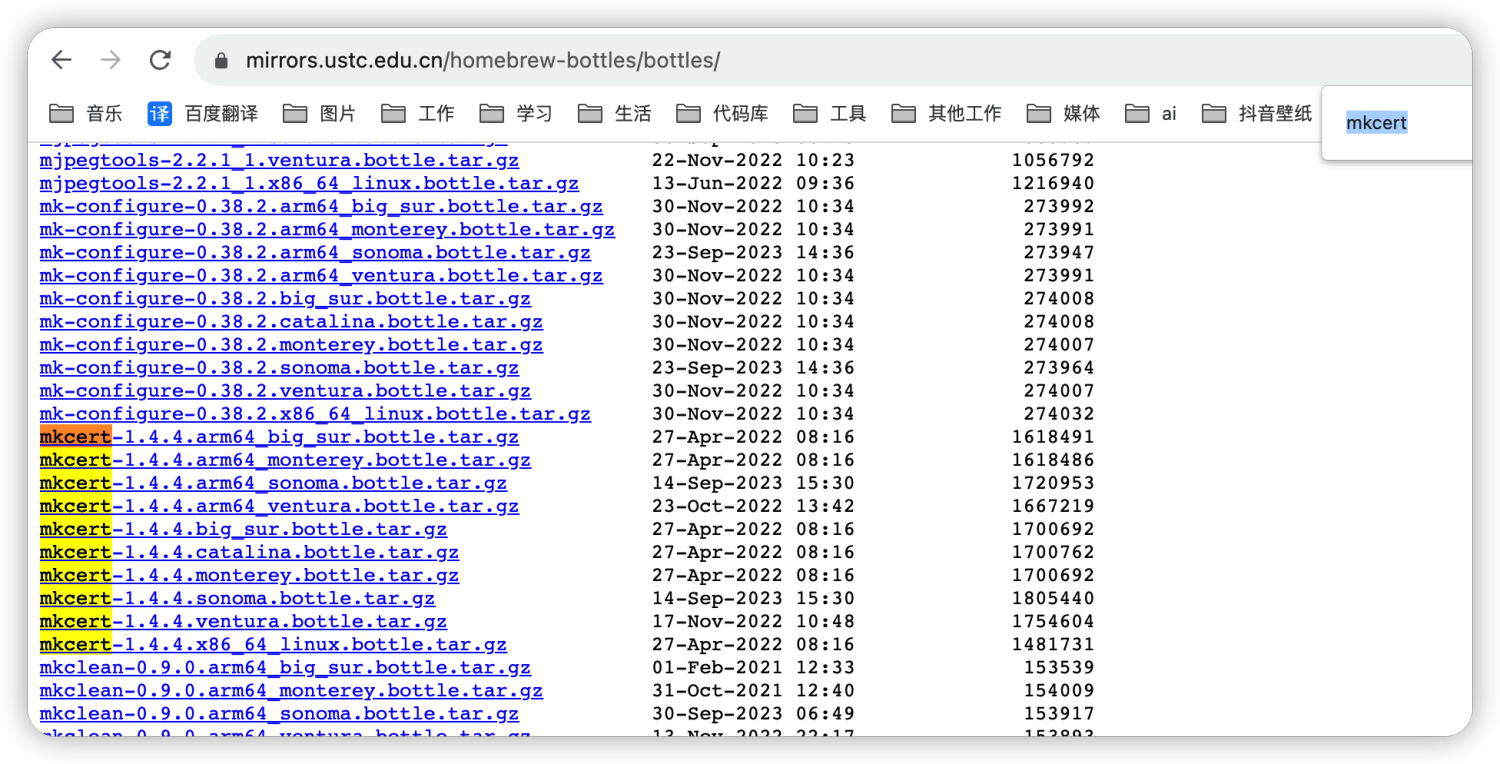 mirrors.ustc.edu.cn/homebrew-bottles/bottles/
音乐 译 百度翻译 图片 工作 学习 生活 代码库 工具 其他工作 媒体 ai 抖音壁纸
mkcert
mjpegtools-2.2.1_1.ventura.bottle.tar.gz 22-Nov-2022 10:23 1056792
mjpegtools-2.2.1_1.x86_64_linux.bottle.tar.gz 13-Jun-2022 09:36 1216940
mk-configure-0.38.2.arm64_big_sur.bottle.tar.gz 30-Nov-2022 10:34 273992
mk-configure-0.38.2.arm64_monterey.bottle.tar.gz 30-Nov-2022 10:34 273991
mk-configure-0.38.2.arm64_sonoma.bottle.tar.gz 23-Sep-2023 14:36 273947
mk-configure-0.38.2.arm64_ventura.bottle.tar.gz 30-Nov-2022 10:34 273991
mk-configure-0.38.2.big_sur.bottle.tar.gz 30-Nov-2022 10:34 274008
mk-configure-0.38.2.catalina.bottle.tar.gz 30-Nov-2022 10:34 274008
mk-configure-0.38.2.monterey.bottle.tar.gz 30-Nov-2022 10:34 274007
mk-configure-0.38.2.sonoma.bottle.tar.gz 23-Sep-2023 14:36 273964
mk-configure-0.38.2.ventura.bottle.tar.gz 30-Nov-2022 10:34 274007
mk-configure-0.38.2.x86_64_linux.bottle.tar.gz 30-Nov-2022 10:34 274032
mkcert-1.4.4.arm64_big_sur.bottle.tar.gz 27-Apr-2022 08:16 1618491
mkcert-1.4.4.arm64_monterey.bottle.tar.gz 27-Apr-2022 08:16 1618486
mkcert-1.4.4.arm64_sonoma.bottle.tar.gz 14-Sep-2023 15:30 1720953
mkcert-1.4.4.arm64_ventura.bottle.tar.gz 23-Oct-2022 13:42 1667219
mkcert-1.4.4.big_sur.bottle.tar.gz 27-Apr-2022 08:16 1700692
mkcert-1.4.4.catalina.bottle.tar.gz 27-Apr-2022 08:16 1700762
mkcert-1.4.4.monterey.bottle.tar.gz 27-Apr-2022 08:16 1700692
mkcert-1.4.4.sonoma.bottle.tar.gz 14-Sep-2023 15:30 1805440
mkcert-1.4.4.ventura.bottle.tar.gz 17-Nov-2022 10:48 1754604
mkcert-1.4.4.x86_64_linux.bottle.tar.gz 27-Apr-2022 08:16 1481731
mkclean-0.9.0.arm64_big_sur.bottle.tar.gz 01-Feb-2021 12:33 153539
mkclean-0.9.0.arm64_monterey.bottle.tar.gz 31-Oct-2021 12:40 154009
mkclean-0.9.0.arm64_sonoma.bottle.tar.gz 30-Sep-2023 06:49 153917